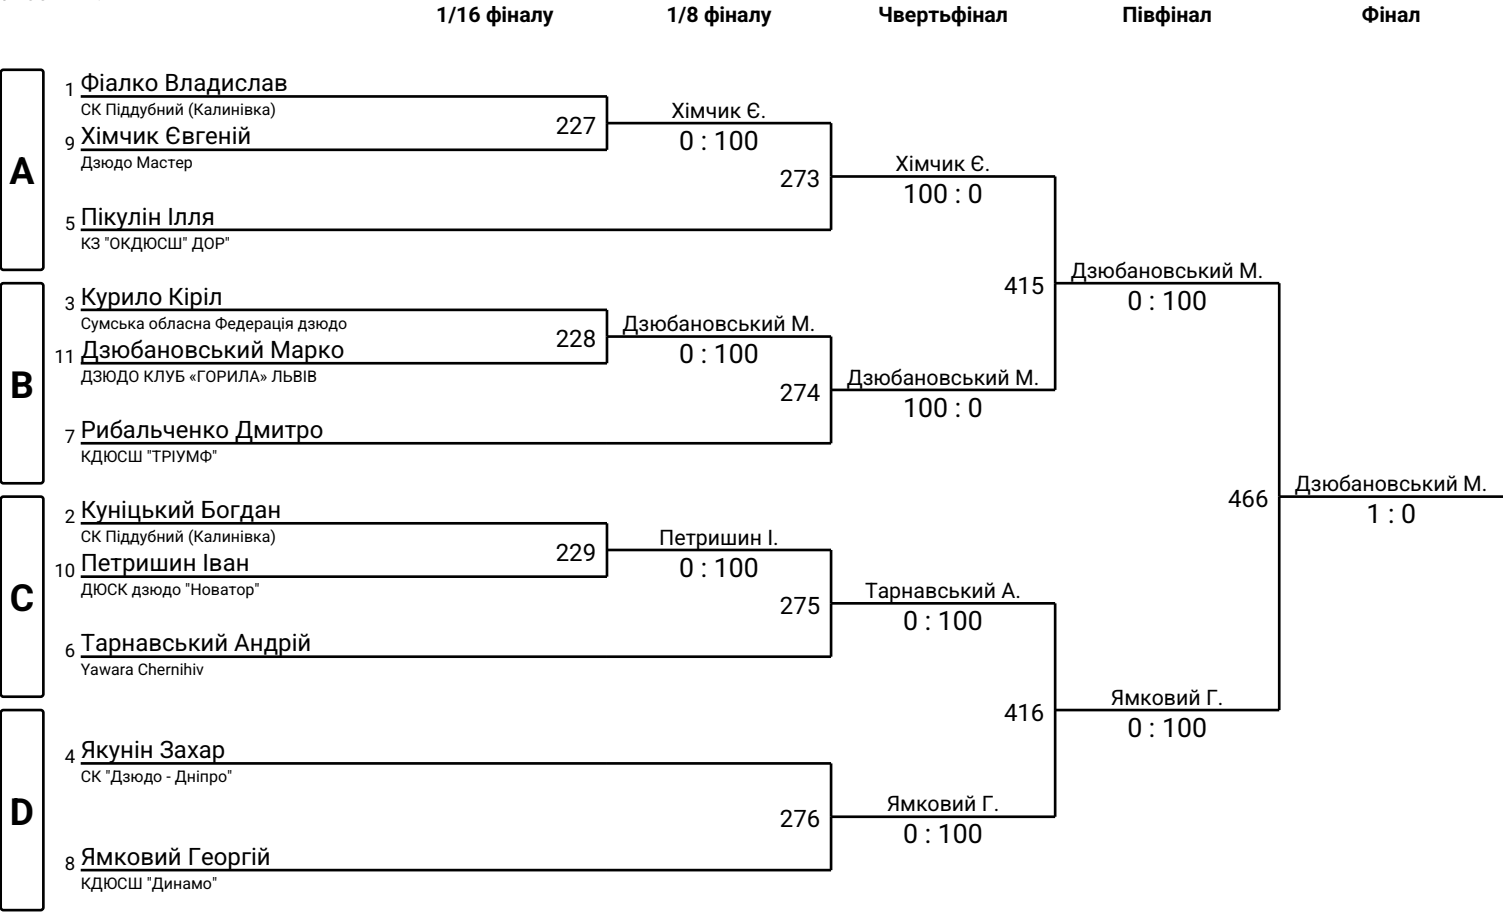 1/16 фіналу 1/8 фіналу Чвертьфінал Півфінал Фінал
A
1 Фіалко Владислав
СК Піддубний (Калинівка)
227
9 Хімчик Євгеній
Дзюдо Мастер
Хімчик Є.
0 : 100
273
5 Пікулін Ілля
КЗ "ОКДЮСШ" ДОР"
Хімчик Є.
100 : 0
415
B
3 Курило Кіріл
Сумська обласна Федерація дзюдо
228
11 Дзюбановський Марко
ДЗЮДО КЛУБ «ГОРИЛА» ЛЬВІВ
Дзюбановський М.
0 : 100
274
7 Рибальченко Дмитро
КДЮСШ "ТРІУМФ"
Дзюбановський М.
100 : 0
Дзюбановський М.
0 : 100
466
Дзюбановський М.
1 : 0
C
2 Куніцький Богдан
СК Піддубний (Калинівка)
229
10 Петришин Іван
ДЮСК дзюдо "Новатор"
Петришин І.
0 : 100
275
6 Тарнавський Андрій
Yawara Chernihiv
Тарнавський А.
0 : 100
416
Ямковий Г.
0 : 100
D
4 Якунін Захар
СК "Дзюдо - Дніпро"
276
8 Ямковий Георгій
КДЮСШ "Динамо"
Ямковий Г.
0 : 100